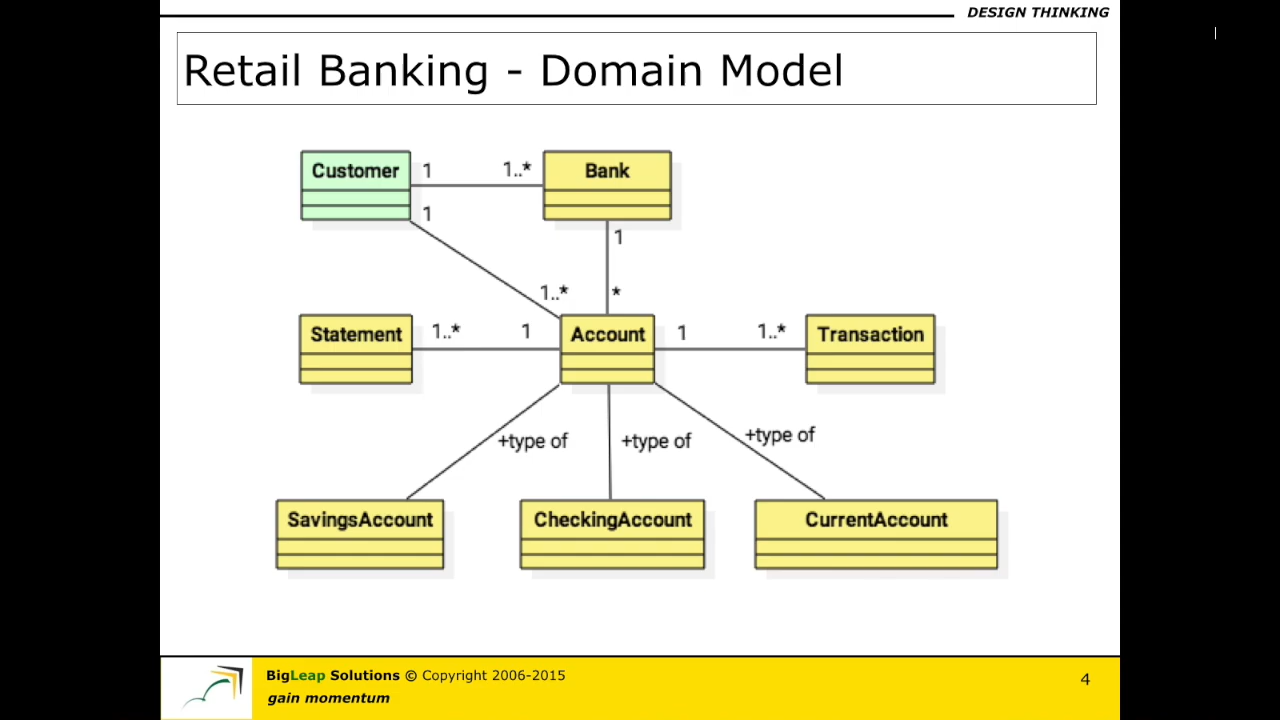 DESIGN THINKING
Retail Banking - Domain Model
Customer
1
1..*
Bank
1
1
1..*
*
Statement
1..*
1
Account
1
1..*
Transaction
+type of
+type of
+type of
SavingsAccount
CheckingAccount
CurrentAccount
BigLeap Solutions © Copyright 2006-2015
gain momentum
4